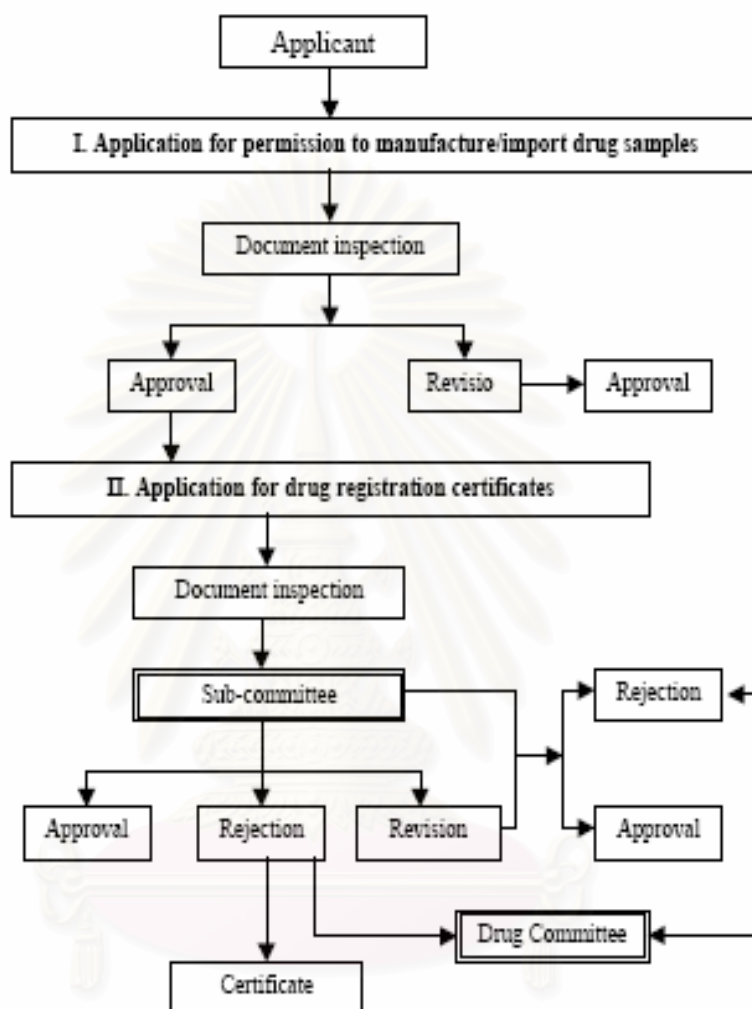 Applicant
I. Application for permission to manufacture/import drug samples
Document inspection
Approval
Revisio
Approval
II. Application for drug registration certificates
Document inspection
Sub-committee
Rejection
Approval
Rejection
Revision
Approval
Drug Committee
Certificate